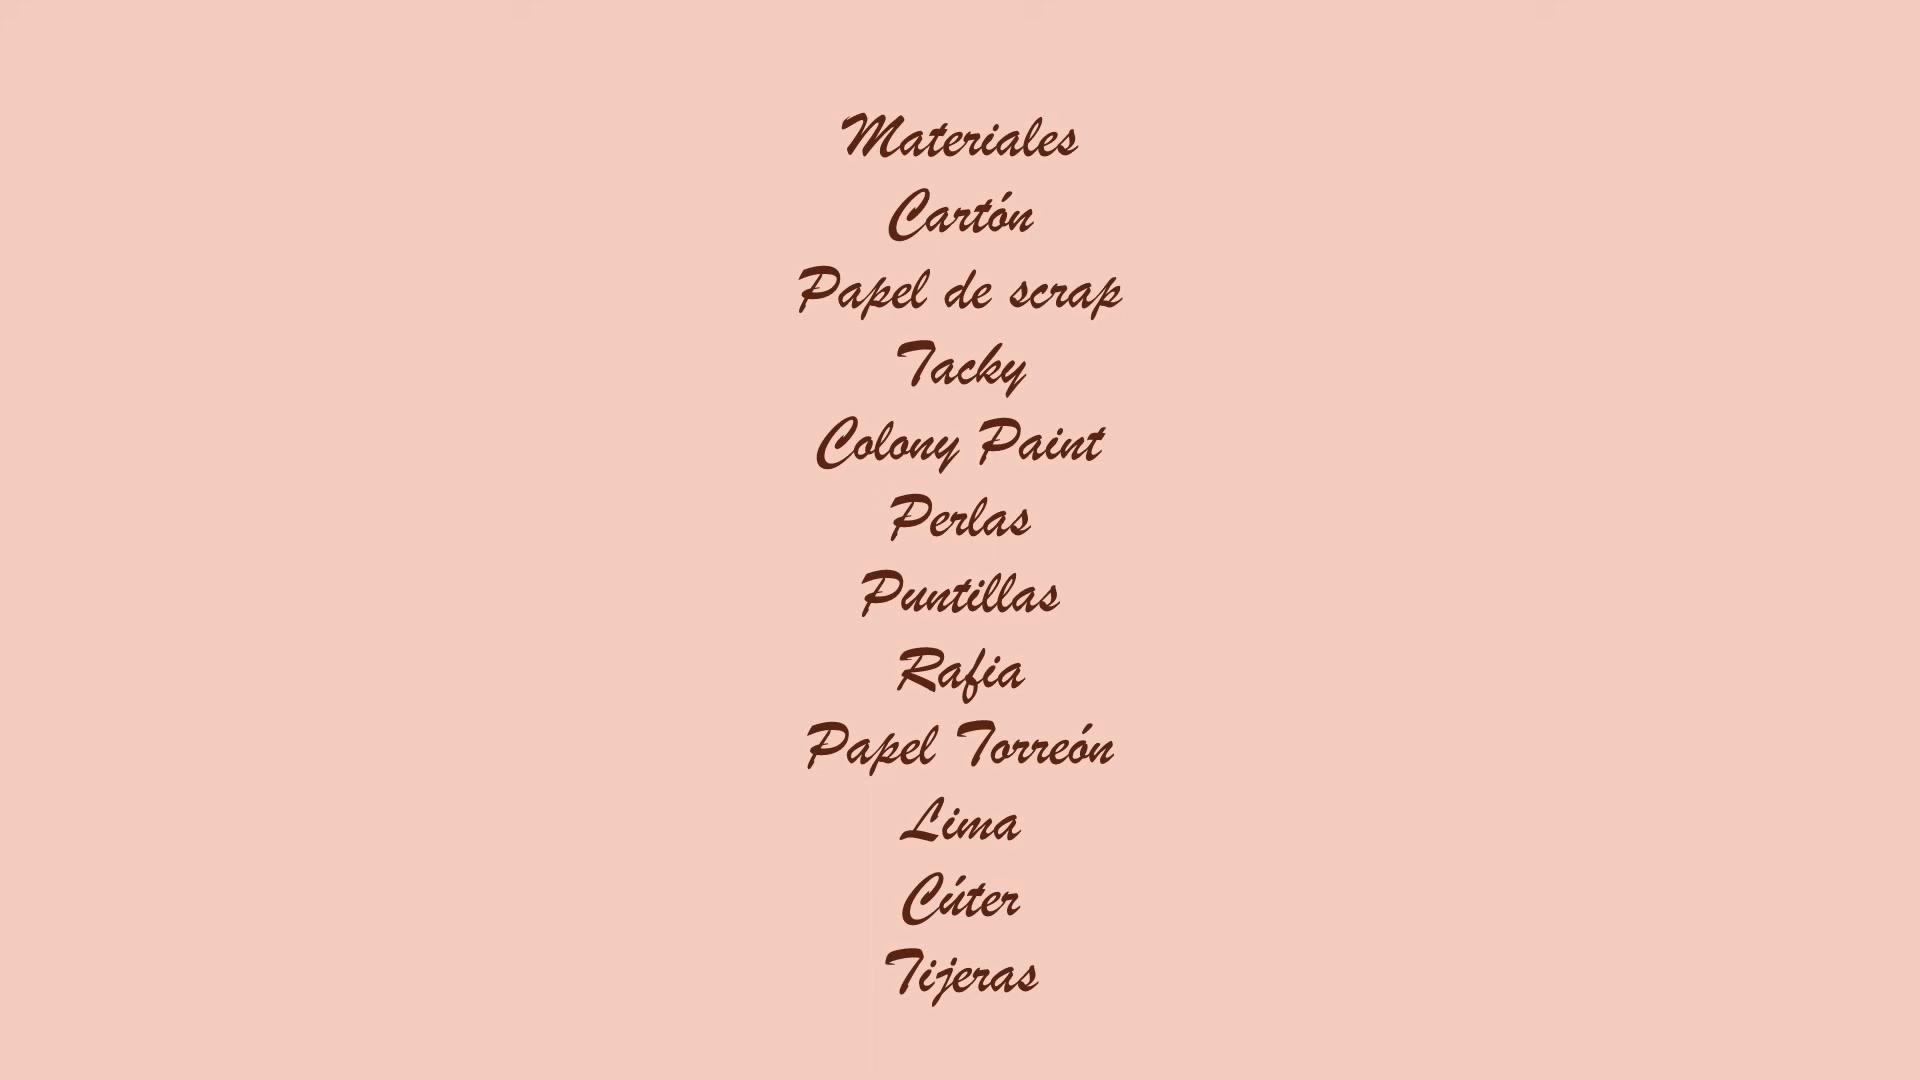 Materiales
Cartón
Papel de scrap
Tacky
Colony Paint
Perlas
Puntillas
Rafia
Papel Torreón
Lima
Cúter
Tijeras